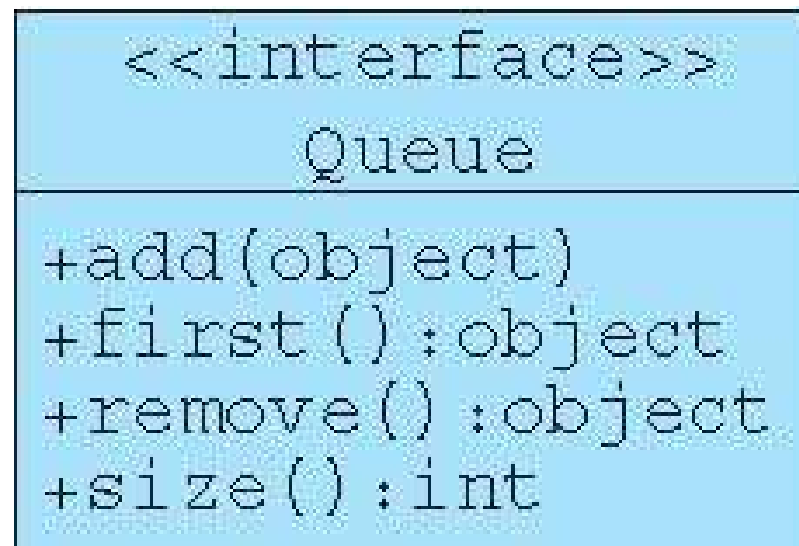 <<interface>>
Queue
+add(object)
+first():object
+remove():object
+size():int